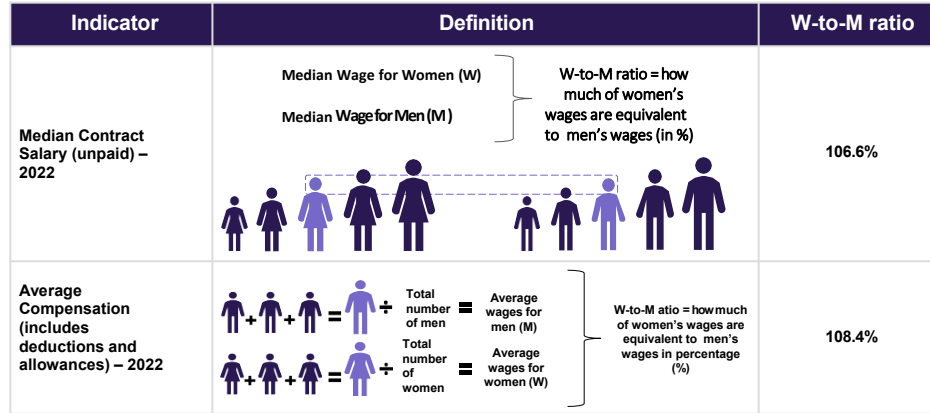 Indicator
Definition
W-to-M ratio
Median Contract
Salary (unpaid) –
2022
Median Wage for Women (W)
Median Wage for Men (M)
W-to-M ratio = how
much of women's
wages are equivalent
to men's wages (in %)
106.6%
Average
Compensation
(includes
deductions and
allowances) – 2022
+ + = ÷
Total
number
of men
=
Average
wages for
men (M)
+ + = ÷
Total
number
of
women
=
Average
wages for
women (W)
W-to-M ratio = how much
of women's wages are
equivalent to men's
wages in percentage
(%)
108.4%